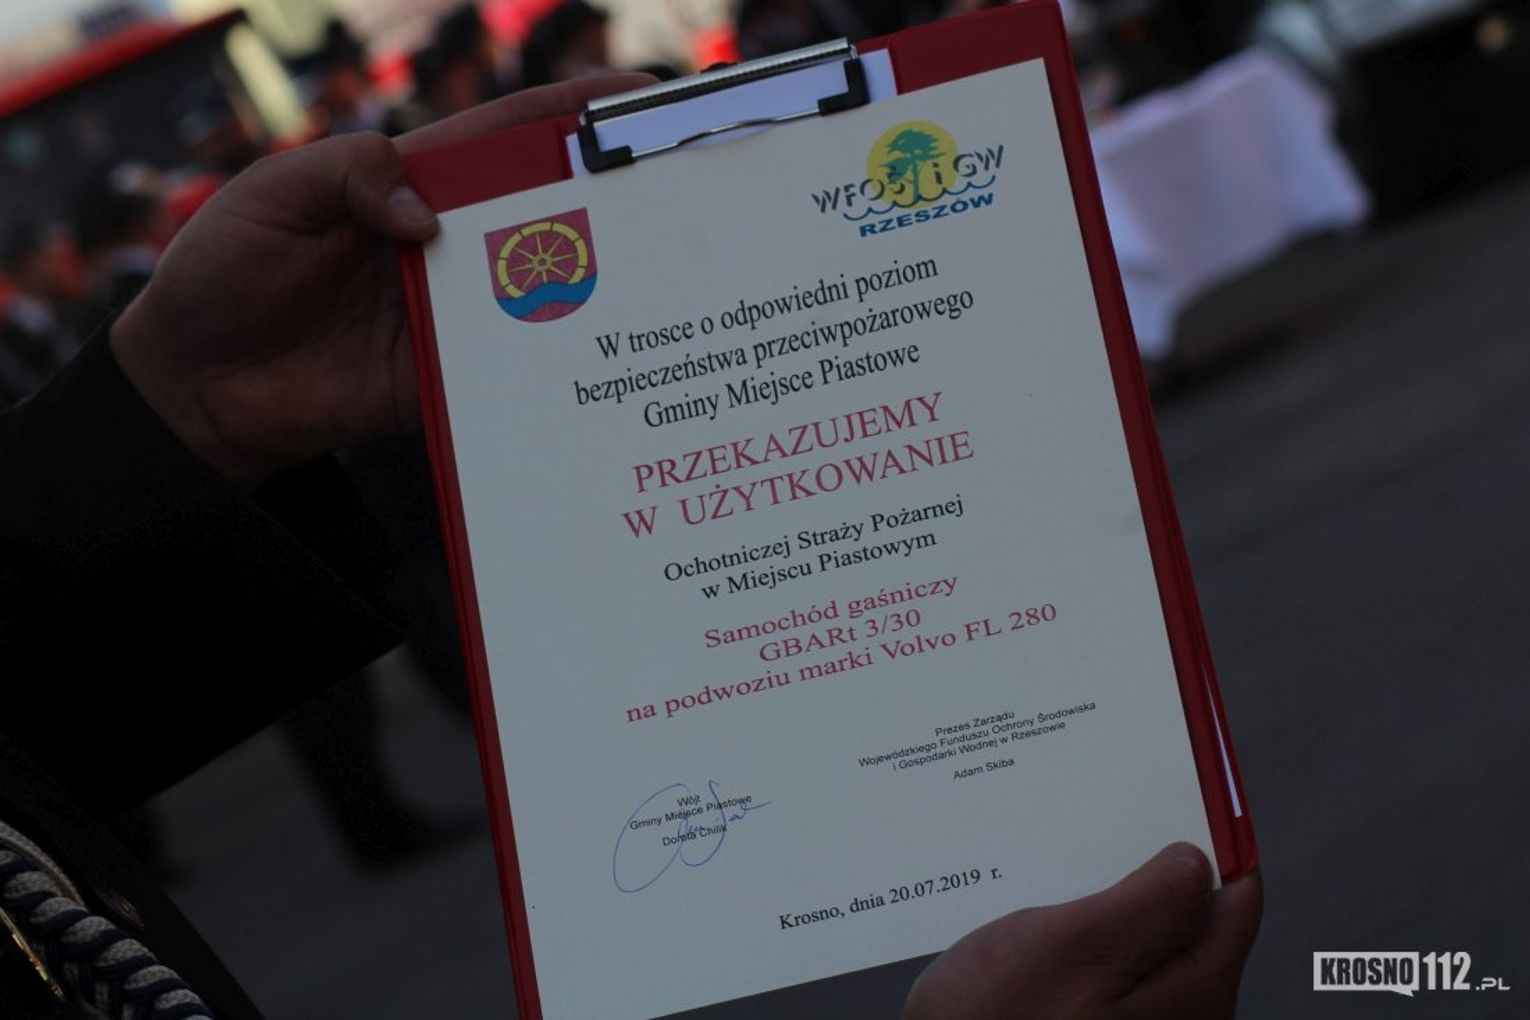 WFOŚ i GW
RZESZÓW
W trosce o odpowiedni poziom
bezpieczeństwa przeciwpożarowego
Gminy Miejsce Piastowe
PRZEKAZUJEMY
W UŻYTKOWANIE
Ochotniczej Straży Pożarnej
w Miejscu Piastowym
Samochód gaśniczy
GBARt 3/30
na podwoziu marki Volvo FL 280
Prezes Zarządu
Wojewódzkiego Funduszu Ochrony Środowiska
i Gospodarki Wodnej w Rzeszowie
Adam Skiba
Wójt
Gminy Miejsce Piastowe
Dorota Chilik
Krosno, dnia 20.07.2019 r.
KROSNO112.PL